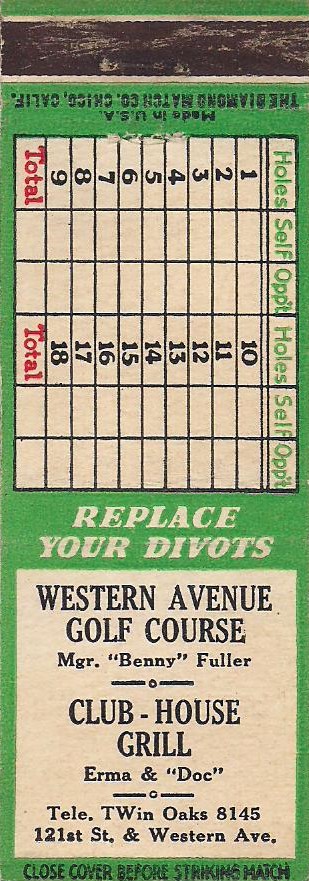 Made in U.S.A.
THE DIAMOND MATCH CO. CHICO, CALIF.
Holes Self Opp't Holes Self Opp't
1 10
2 11
3 12
4 13
5 14
6 15
7 16
8 17
9 18
Total Total
REPLACE
YOUR DIVOTS
WESTERN AVENUE
GOLF COURSE
Mgr. "Benny" Fuller
CLUB - HOUSE
GRILL
Erma & "Doc"
Tele. TWin Oaks 8145
121st St. & Western Ave.
CLOSE COVER BEFORE STRIKING MATCH